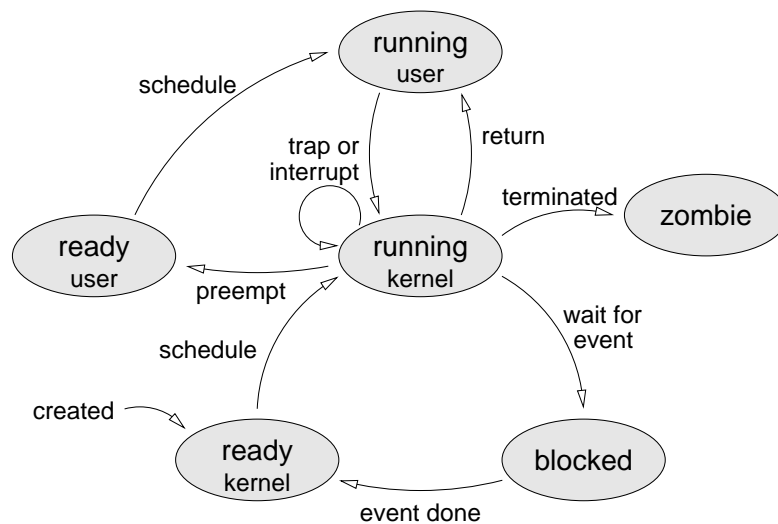 running
user
schedule
trap or
interrupt
return
terminated
zombie
ready
user
running
kernel
preempt
wait for
event
schedule
created
ready
kernel
blocked
event done